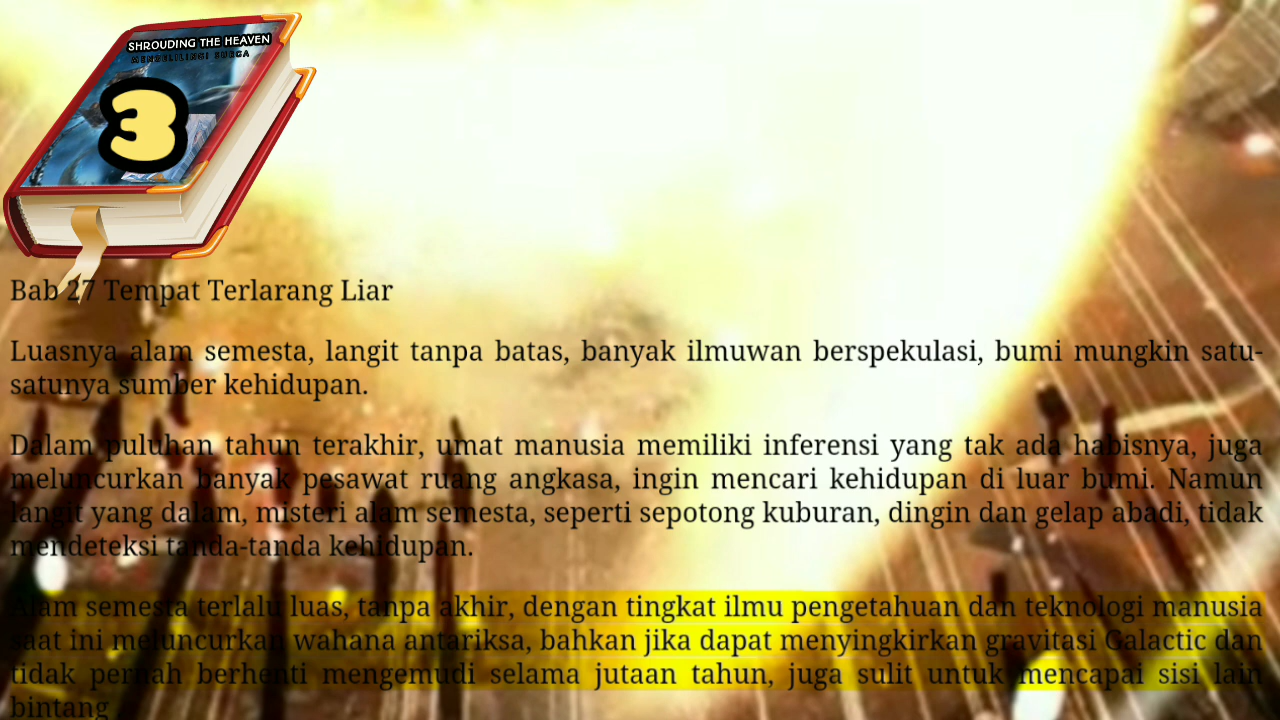 SHROUDING THE HEAVEN
MENGELILINGI SURGA
3
Bab 27 Tempat Terlarang Liar
Luasnya alam semesta, langit tanpa batas, banyak ilmuwan berspekulasi, bumi mungkin satu-
satunya sumber kehidupan.
Dalam puluhan tahun terakhir, umat manusia memiliki inferensi yang tak ada habisnya, juga
meluncurkan banyak pesawat ruang angkasa, ingin mencari kehidupan di luar bumi. Namun
langit yang dalam, misteri alam semesta, seperti sepotong kuburan, dingin dan gelap abadi, tidak
mendeteksi tanda-tanda kehidupan.
Alam semesta terlalu luas, tanpa akhir, dengan tingkat ilmu pengetahuan dan teknologi manusia
saat ini meluncurkan wahana antariksa, bahkan jika dapat menyingkirkan gravitasi Galactic dan
tidak pernah berhenti mengemudi selama jutaan tahun, juga sulit untuk mencapai sisi lain
bintang